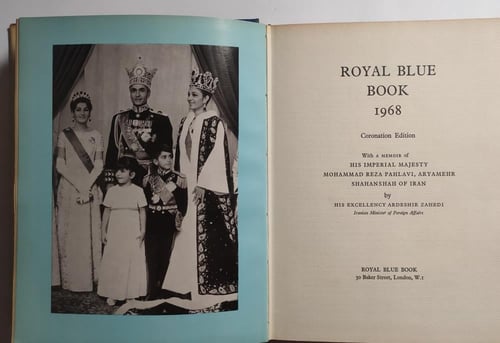 ROYAL BLUE
BOOK
1968
Coronation Edition
With a MEMOIR of
HIS IMPERIAL MAJESTY
MOHAMMAD REZA PAHLAVI, ARYAMEHR
SHAHANSHAH OF IRAN
by
HIS EXCELLENCY ARDESHIR ZAHEDI
Iranian Minister of Foreign Affairs
ROYAL BLUE BOOK
30 Baker Street, London, W.1